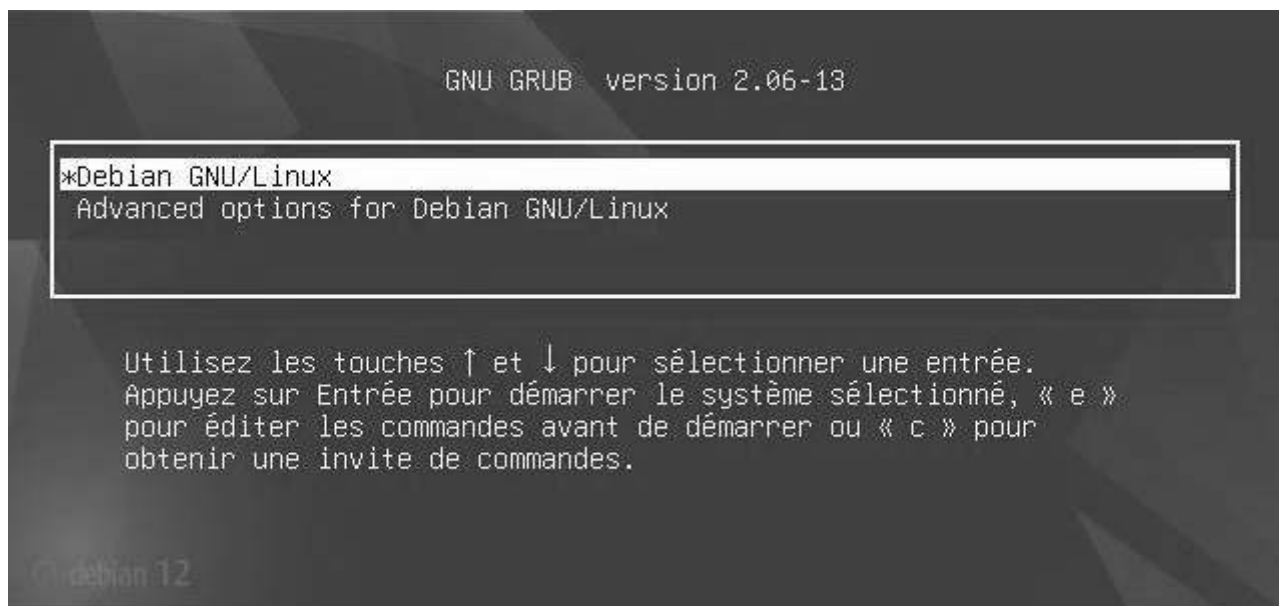 GNU GRUB  version 2.06-13
*Debian GNU/Linux
Advanced options for Debian GNU/Linux
Utilisez les touches ↑ et ↓ pour sélectionner une entrée.
Appuyez sur Entrée pour démarrer le système sélectionné, « e »
pour éditer les commandes avant de démarrer ou « c » pour
obtenir une invite de commandes.
debian 12